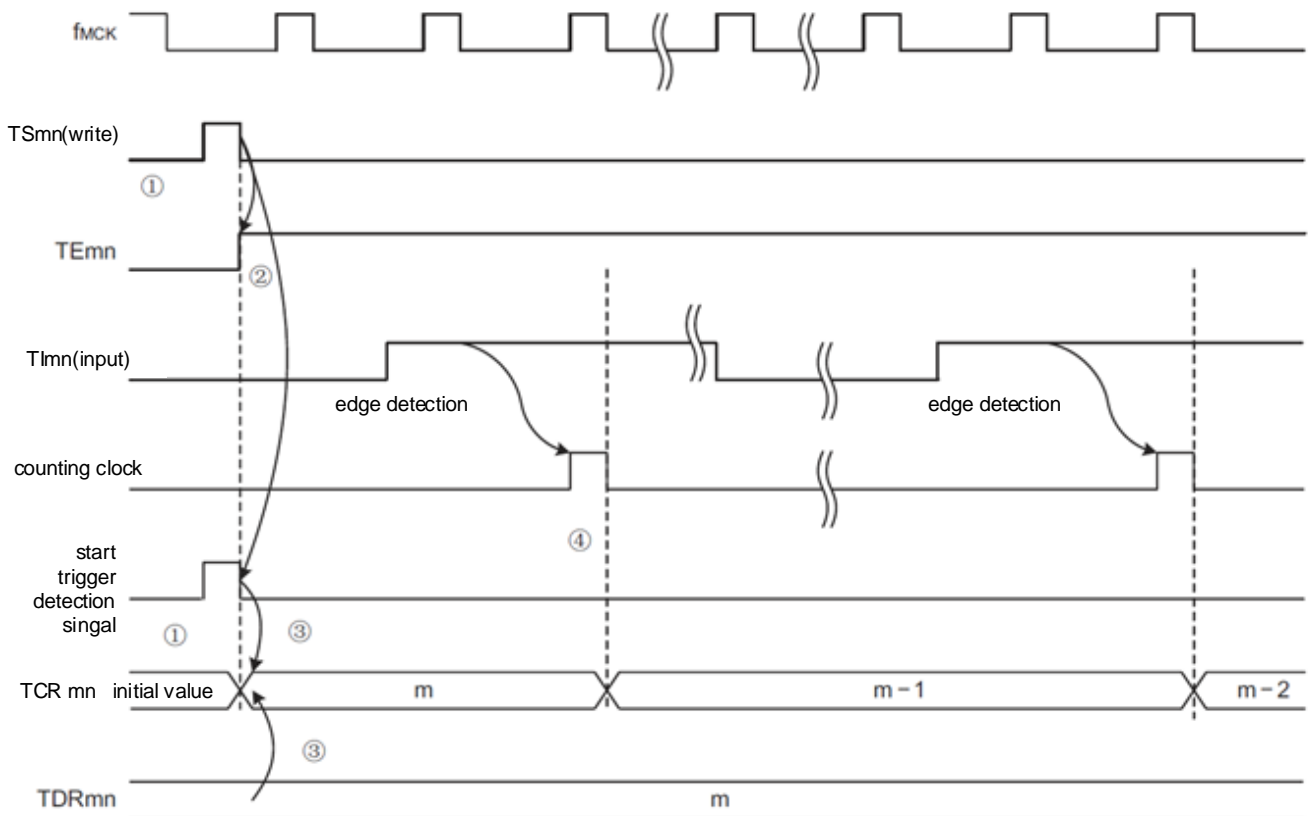 fMCK
TSmn(write)
①
TEmn
②
TImn(input)
edge detection
edge detection
counting clock
④
start
trigger
detection
singal
①
③
TCR mn initial value
m
m-1
m-2
③
TDRmn
m